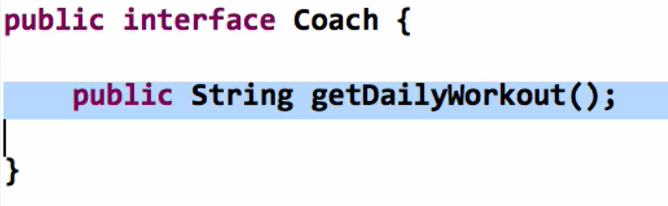 public interface Coach {
public String getDailyWorkout();
}